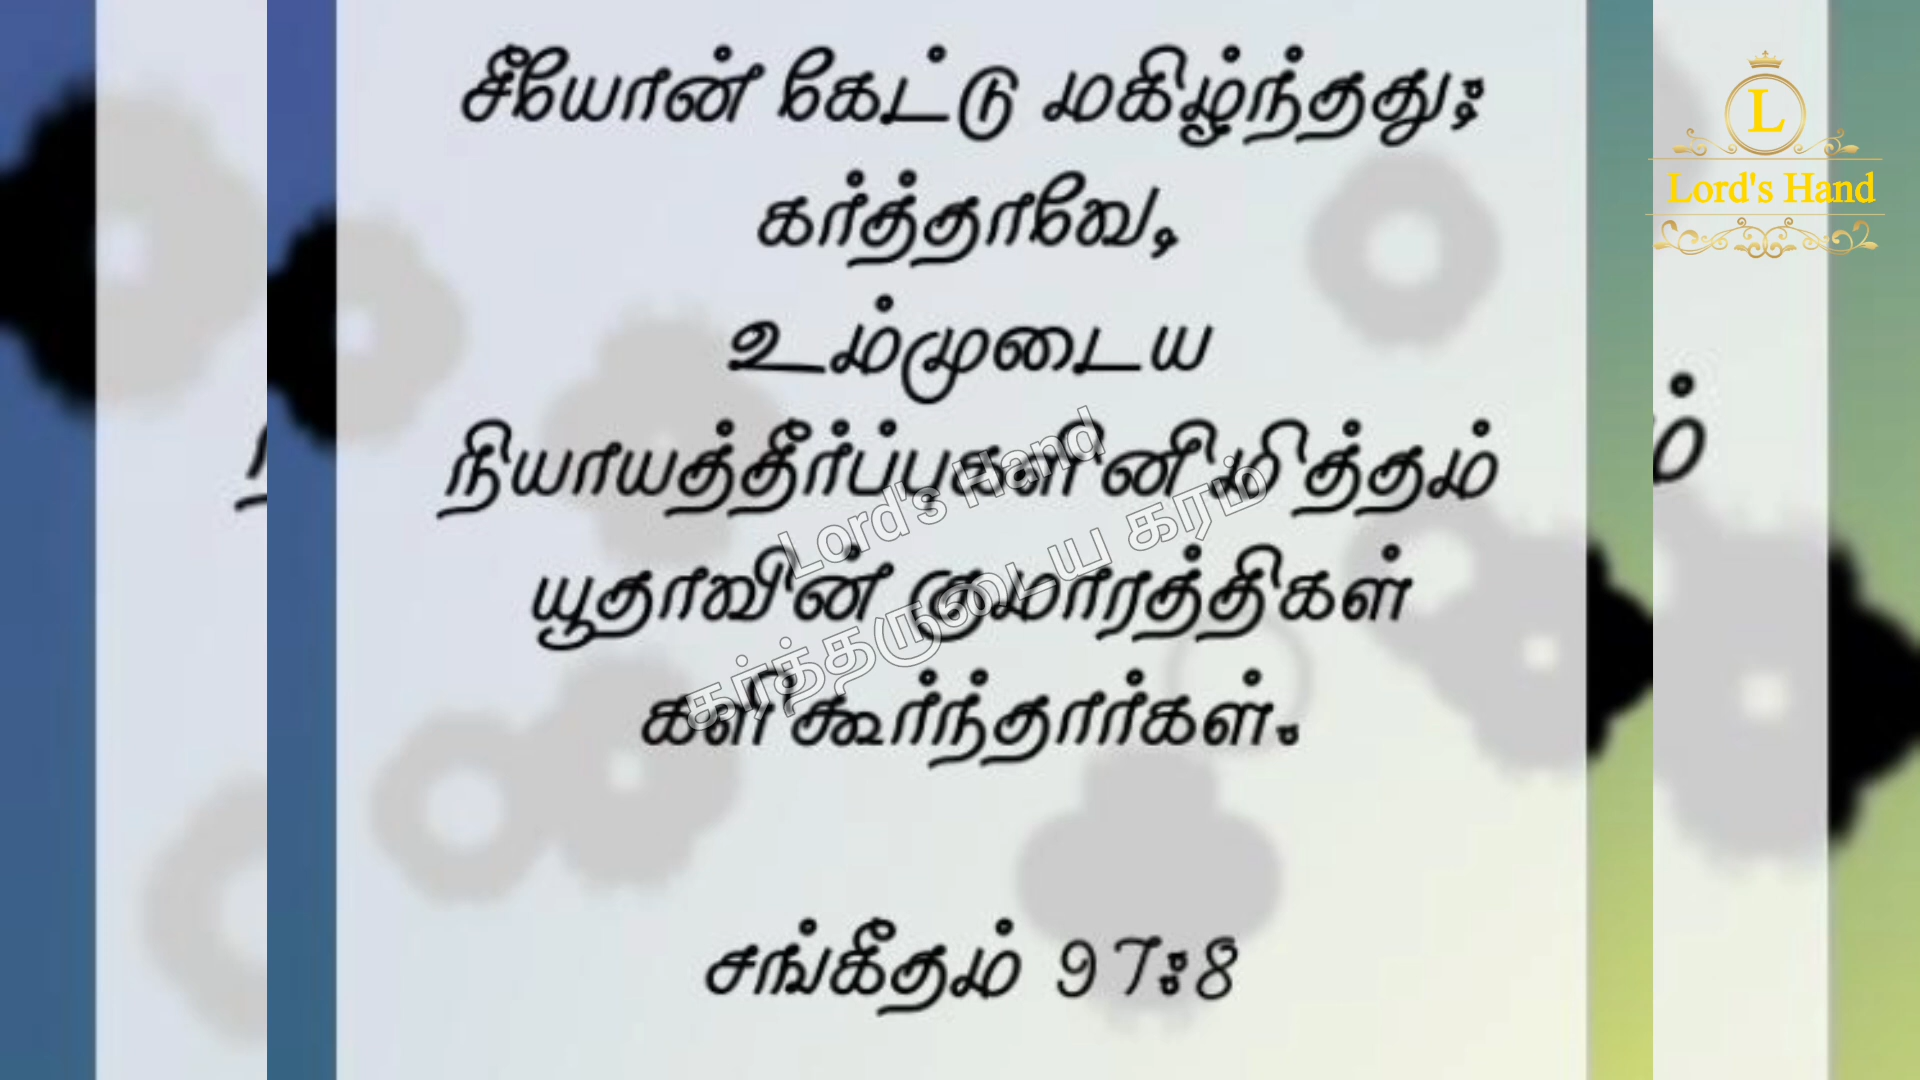 சீயோன் கேட்டு மகிழ்ந்தது;
கர்த்தாவே,
உம்முடைய
நியாயத்தீர்ப்புகளினிமித்தம்
யூதாவின் குமாரத்திகள்
களிகூர்ந்தார்கள்.
சங்கீதம் 97:8
L
Lord's Hand
Lord's Hand
கர்த்தருடைய கரம்